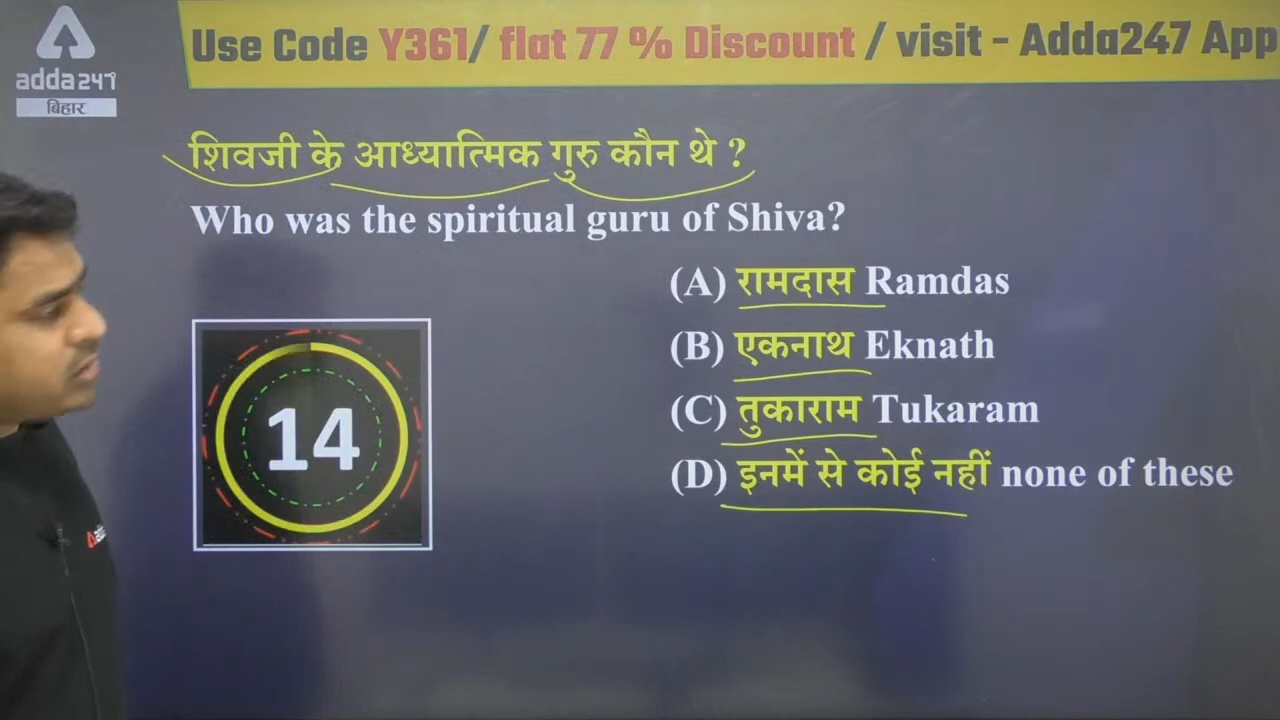 Use Code Y361/ flat 77 % Discount / visit - Adda247 App
adda247
बिहार
शिवजी के आध्यात्मिक गुरु कौन थे ?
Who was the spiritual guru of Shiva?
(A) रामदास Ramdas
(B) एकनाथ Eknath
(C) तुकाराम Tukaram
(D) इनमें से कोई नहीं none of these
14